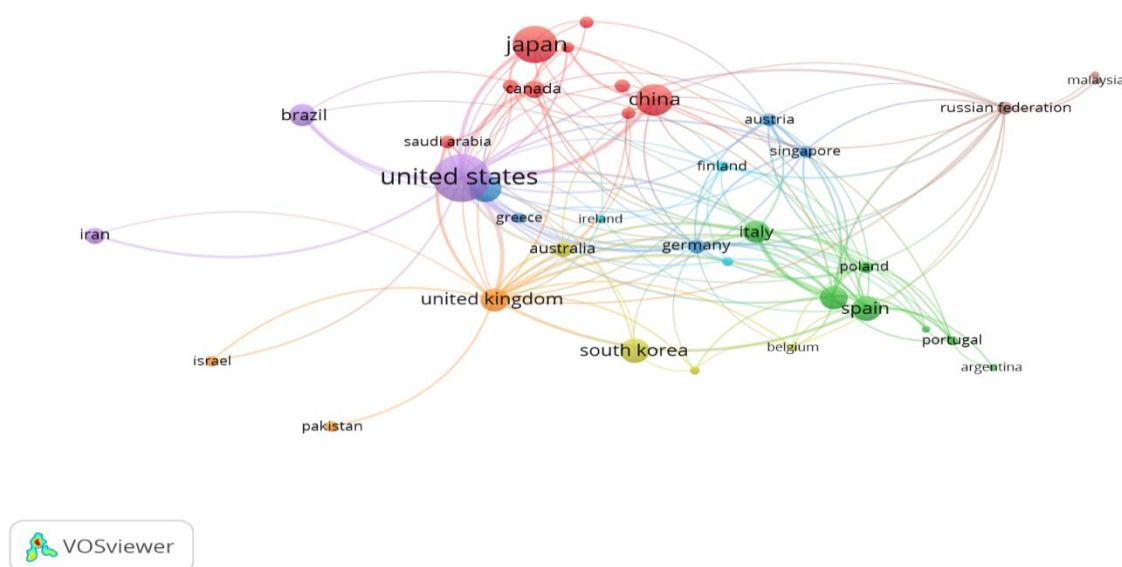 japan
malaysia
canada
china
russian federation
brazil
austria
saudi arabia
singapore
finland
united states
greece
ireland
iran
italy
australia
germany
poland
united kingdom
spain
portugal
south korea
belgium
israel
argentina
pakistan
VOSviewer